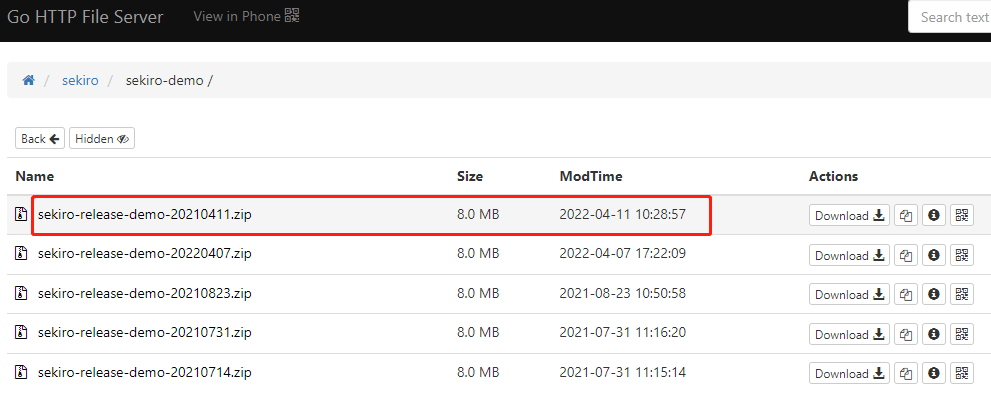 Go HTTP File Server View in Phone Search text
sekiro / sekiro-demo /
Back Hidden
Name Size ModTime Actions
sekiro-release-demo-20210411.zip 8.0 MB 2022-04-11 10:28:57 Download
sekiro-release-demo-20220407.zip 8.0 MB 2022-04-07 17:22:09 Download
sekiro-release-demo-20210823.zip 8.0 MB 2021-08-23 10:50:58 Download
sekiro-release-demo-20210731.zip 8.0 MB 2021-07-31 11:16:20 Download
sekiro-release-demo-20210714.zip 8.0 MB 2021-07-31 11:15:14 Download